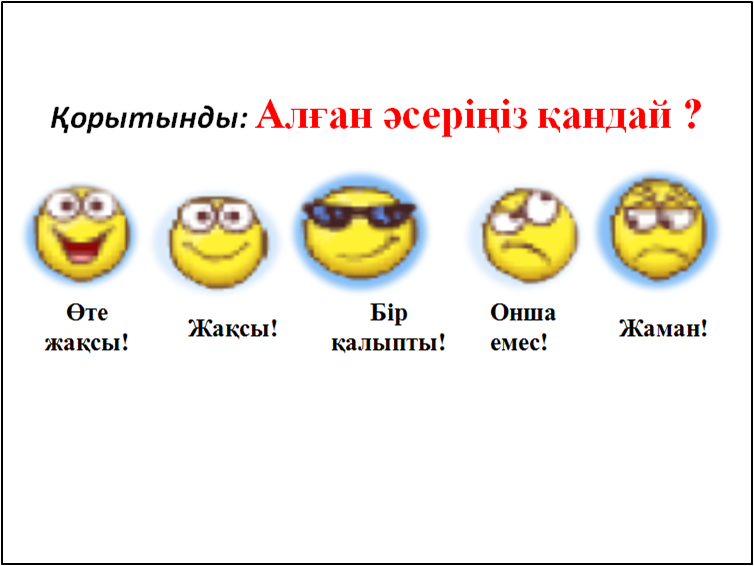 Қорытынды: Алған әсеріңіз қандай ?
Өте
жақсы!
Жақсы!
Бір
қалыпты!
Онша
емес!
Жаман!